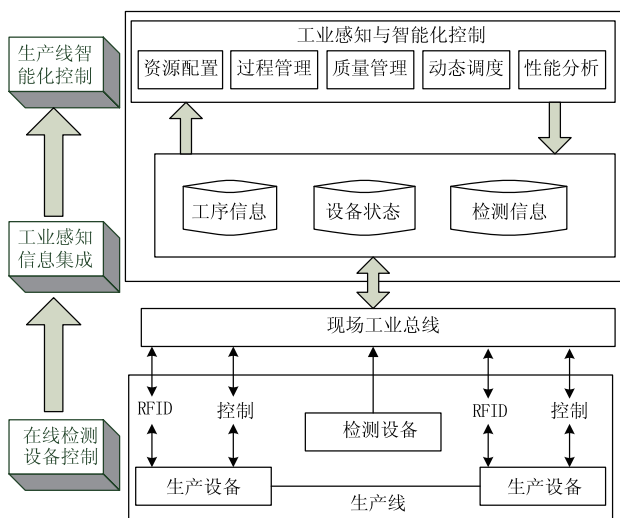 工业感知与智能化控制
生产线智
能化控制
资源配置 过程管理 质量管理 动态调度 性能分析
工序信息 设备状态 检测信息
工业感知
信息集成
现场工业总线
RFID 控制 RFID 控制
检测设备
在线检测
设备控制
生产设备 生产设备
生产线